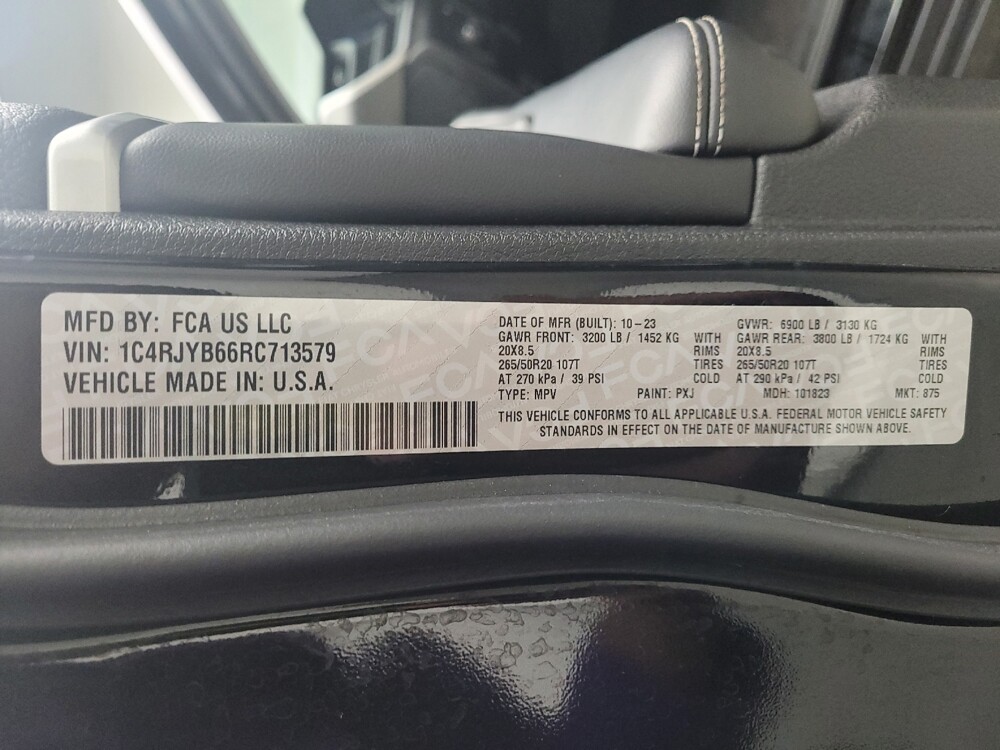 MFD BY: FCA US LLC
VIN: 1C4RJYB66RC713579
VEHICLE MADE IN: U.S.A.
DATE OF MFR (BUILT): 10-23 GVWR: 6900 LB / 3130 KG
GAWR FRONT: 3200 LB / 1452 KG WITH GAWR REAR: 3800 LB / 1724 KG WITH
20X8.5 RIMS 20X8.5 RIMS
265/50R20 107T TIRES 265/50R20 107T TIRES
AT 270 kPa / 39 PSI COLD AT 290 kPa / 42 PSI COLD
TYPE: MPV PAINT: PXJ MDH: 101823 MKT: 875
THIS VEHICLE CONFORMS TO ALL APPLICABLE U.S.A. FEDERAL MOTOR VEHICLE SAFETY
STANDARDS IN EFFECT ON THE DATE OF MANUFACTURE SHOWN ABOVE.